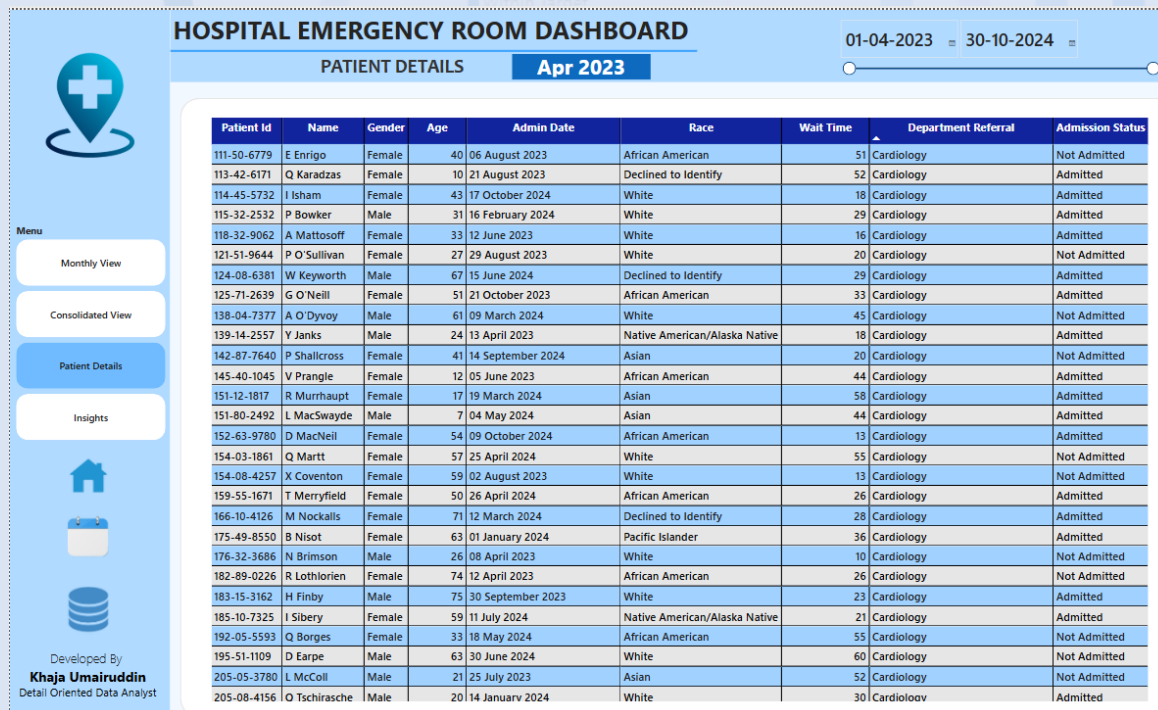 HOSPITAL EMERGENCY ROOM DASHBOARD
01-04-2023 30-10-2024
PATIENT DETAILS Apr 2023
Menu
Monthly View
Consolidated View
Patient Details
Insights
Developed By
Khaja Umairuddin
Detail Oriented Data Analyst
Patient Id Name Gender Age Admin Date Race Wait Time Department Referral Admission Status
111-50-6779 E Enrigo Female 40 06 August 2023 African American 51 Cardiology Not Admitted
113-42-6171 Q Karadzas Female 10 21 August 2023 Declined to Identify 52 Cardiology Admitted
114-45-5732 I Isham Female 43 17 October 2024 White 18 Cardiology Admitted
115-32-2532 P Bowker Male 31 16 February 2024 White 29 Cardiology Admitted
118-32-9062 A Mattosoff Female 33 12 June 2023 White 16 Cardiology Admitted
121-51-9644 P O'Sullivan Female 27 29 August 2023 White 20 Cardiology Not Admitted
124-08-6381 W Keyworth Male 67 15 June 2024 Declined to Identify 29 Cardiology Admitted
125-71-2639 G O'Neill Female 51 21 October 2023 African American 33 Cardiology Admitted
138-04-7377 A O'Dyvoy Male 61 09 March 2024 White 45 Cardiology Not Admitted
139-14-2557 Y Janks Male 24 13 April 2023 Native American/Alaska Native 18 Cardiology Admitted
142-87-7640 P Shallcross Female 41 14 September 2024 Asian 20 Cardiology Not Admitted
145-40-1045 V Prangle Female 12 05 June 2023 African American 44 Cardiology Admitted
151-12-1817 R Murrhaupt Female 17 19 March 2024 Asian 58 Cardiology Admitted
151-80-2492 L MacSwayde Male 7 04 May 2024 Asian 44 Cardiology Admitted
152-63-9780 D MacNeil Female 54 09 October 2024 African American 13 Cardiology Admitted
154-03-1861 Q Martt Female 57 25 April 2024 White 55 Cardiology Not Admitted
154-08-4257 X Coventon Female 59 02 August 2023 White 13 Cardiology Not Admitted
159-55-1671 T Merryfield Female 50 26 April 2024 African American 26 Cardiology Admitted
166-10-4126 M Nockalls Female 71 12 March 2024 Declined to Identify 28 Cardiology Admitted
175-49-8550 B Nisot Female 63 01 January 2024 Pacific Islander 36 Cardiology Admitted
176-32-3686 N Brimson Male 26 08 April 2023 White 10 Cardiology Not Admitted
182-89-0226 R Lothlorien Female 74 12 April 2023 African American 26 Cardiology Not Admitted
183-15-3162 H Finby Male 75 30 September 2023 White 23 Cardiology Admitted
185-10-7325 I Sibery Female 59 11 July 2024 Native American/Alaska Native 21 Cardiology Admitted
192-05-5593 Q Borges Female 33 18 May 2024 African American 55 Cardiology Not Admitted
195-51-1109 D Earpe Male 63 30 June 2024 White 60 Cardiology Not Admitted
205-05-3780 L McColl Male 21 25 July 2023 Asian 52 Cardiology Not Admitted
205-08-4156 O Tschirasche Male 20 14 January 2024 White 30 Cardiology Admitted